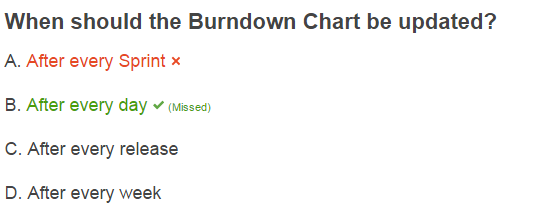 When should the Burndown Chart be updated?
A. After every Sprint ×
B. After every day ✔ (Missed)
C. After every release
D. After every week